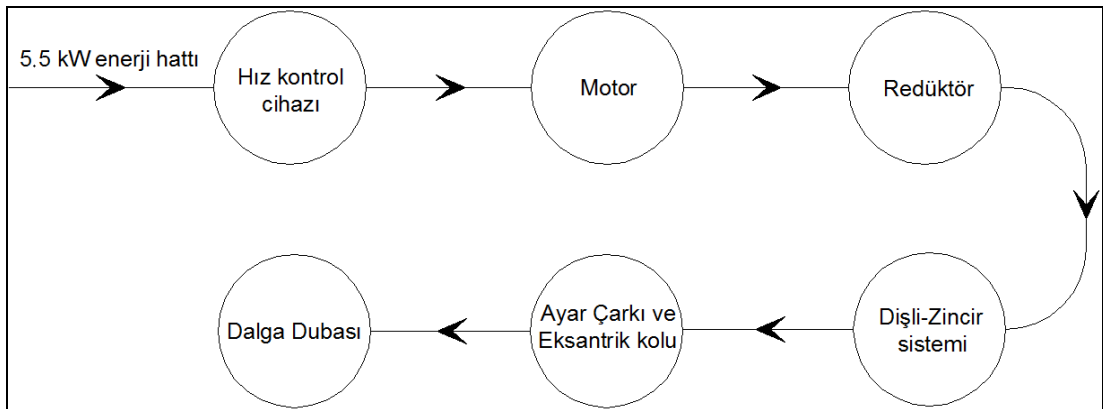 5.5 kW enerji hattı
Hız kontrol
cihazı
Motor
Redüktör
Dişli-Zincir
sistemi
Ayar Çarkı ve
Eksantrik kolu
Dalga Dubası